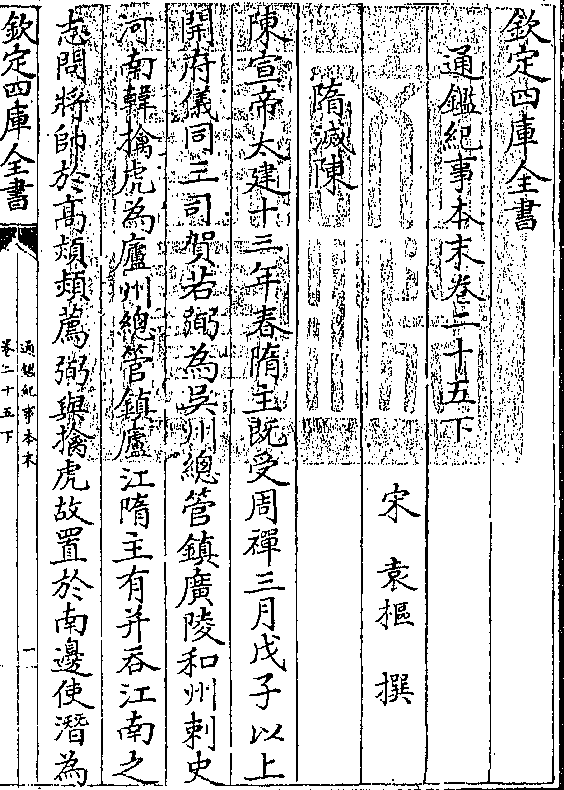 欽定四庫全書
通鑑紀事本末卷二十五下
宋 袁樞 撰
隋滅陳
陳宣帝太建十三年春隋主既受周禪三月戊子以上
開府儀同三司賀若弼為吳州總管鎮廣陵和州刺史
河南韓擒虎為廬州總管鎮廬江隋主有并吞江南之
志問將帥於高熲熲薦弼與擒虎故置於南邊使潛為
欽定四庫全書
通鑑紀事本末
卷二十五下
一